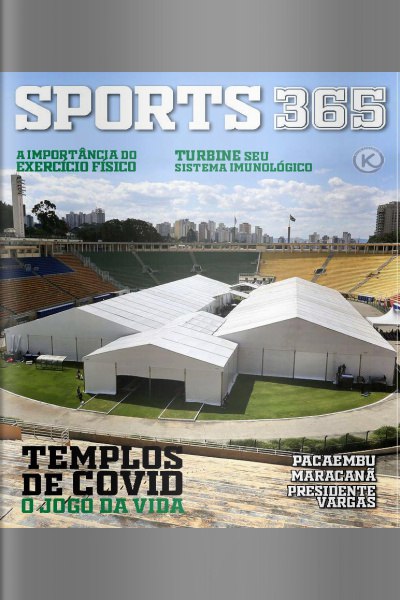 SPORTS 365
A IMPORTÂNCIA DO
EXERCÍCIO FÍSICO
TURBINE SEU
SISTEMA IMUNOLÓGICO
K
TEMPLOS
DE COVID
O JOGO DA VIDA
PACAEMBU
MARACANÃ
PRESIDENTE
VARGAS